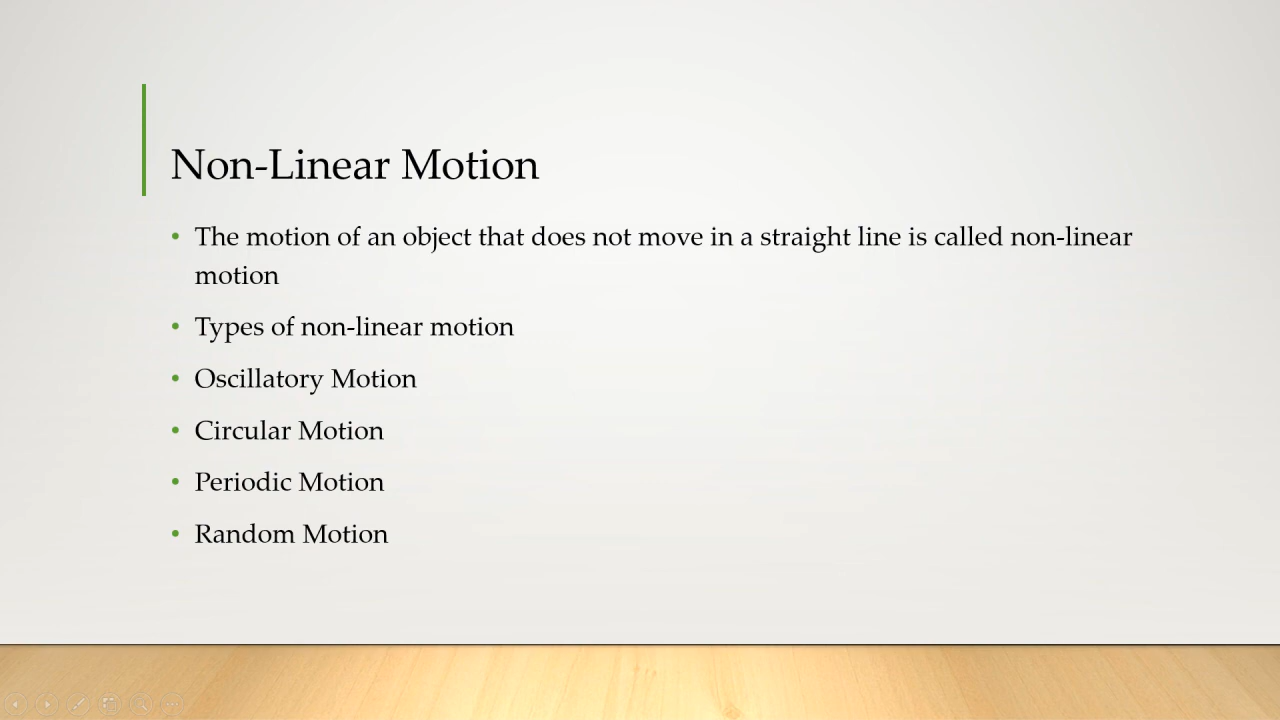 Non-Linear Motion
• The motion of an object that does not move in a straight line is called non-linear
motion
• Types of non-linear motion
• Oscillatory Motion
• Circular Motion
• Periodic Motion
• Random Motion